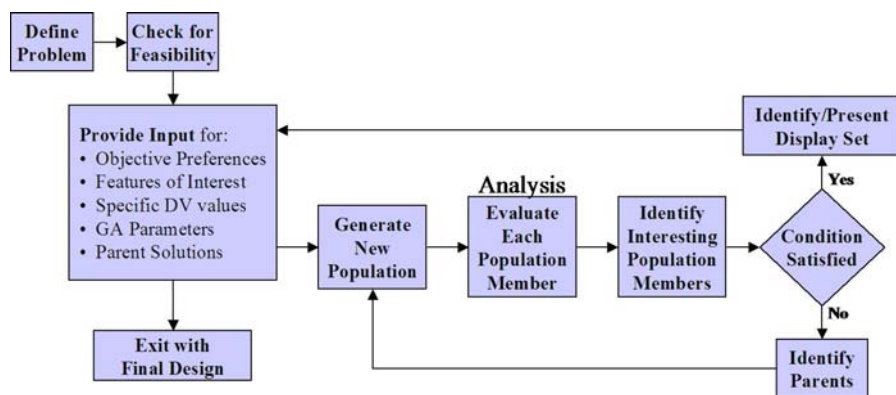 Define
Problem
Check for
Feasibility
Provide Input for:
• Objective Preferences
• Features of Interest
• Specific DV values
• GA Parameters
• Parent Solutions
Exit with
Final Design
Generate
New
Population
Analysis
Evaluate
Each
Population
Member
Identify
Interesting
Population
Members
Condition
Satisfied
Yes
Identify/Present
Display Set
No
Identify
Parents